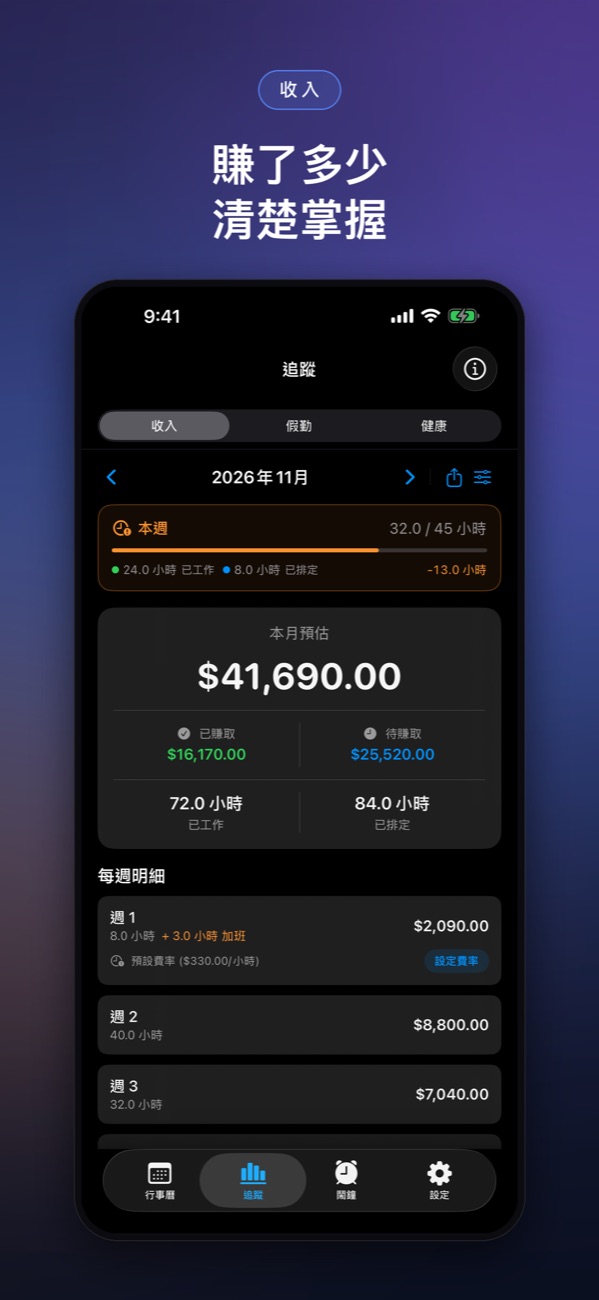 收入
賺了多少
清楚掌握
9:41
追蹤
收入 假勤 健康
2026年11月
本週 32.0 / 45 小時
24.0 小時 已工作 8.0 小時 已排定 -13.0 小時
本月預估
$41,690.00
已賺取 待賺取
$16,170.00 $25,520.00
72.0 小時 84.0 小時
已工作 已排定
每週明細
週 1 $2,090.00
8.0 小時 + 3.0 小時 加班
預設費率 ($330.00/小時) 設定費率
週 2 $8,800.00
40.0 小時
週 3 $7,040.00
32.0 小時
行事曆 追蹤 鬧鐘 設定